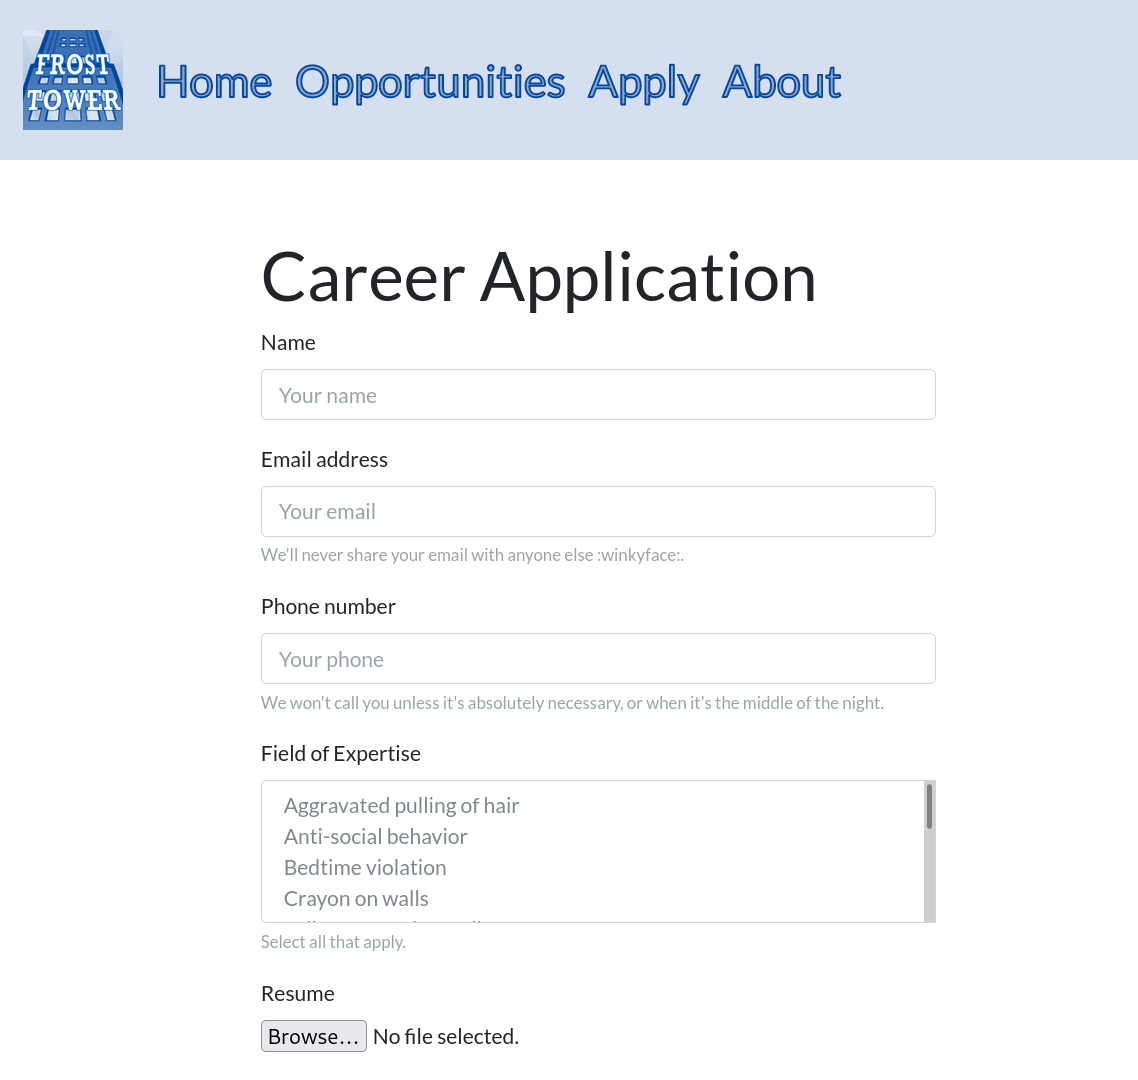 FROST
TOWER
Home Opportunities Apply About
Career Application
Name
Your name
Email address
Your email
We'll never share your email with anyone else :winkyface:.
Phone number
Your phone
We won't call you unless it's absolutely necessary, or when it's the middle of the night.
Field of Expertise
Aggravated pulling of hair
Anti-social behavior
Bedtime violation
Crayon on walls
Select all that apply.
Resume
Browse... No file selected.